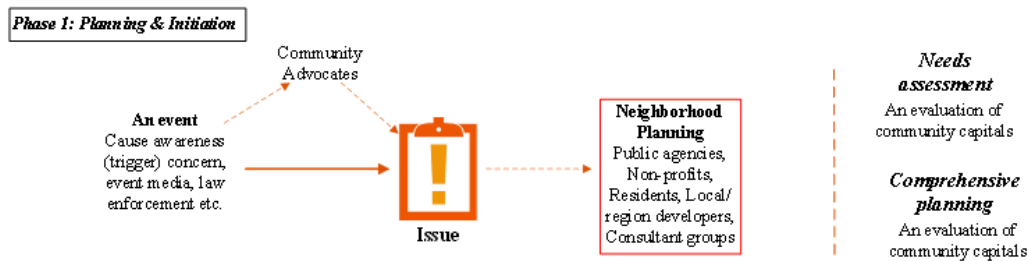 Phase 1: Planning & Initiation
Community
Advocates
An event
Cause awareness
(trigger) concern,
event media, law
enforcement etc.
Issue
Neighborhood
Planning
Public agencies,
Non-profits,
Residents, Local/
region developers,
Consultant groups
Needs
assessment
An evaluation of
community capitals
Comprehensive
planning
An evaluation of
community capitals